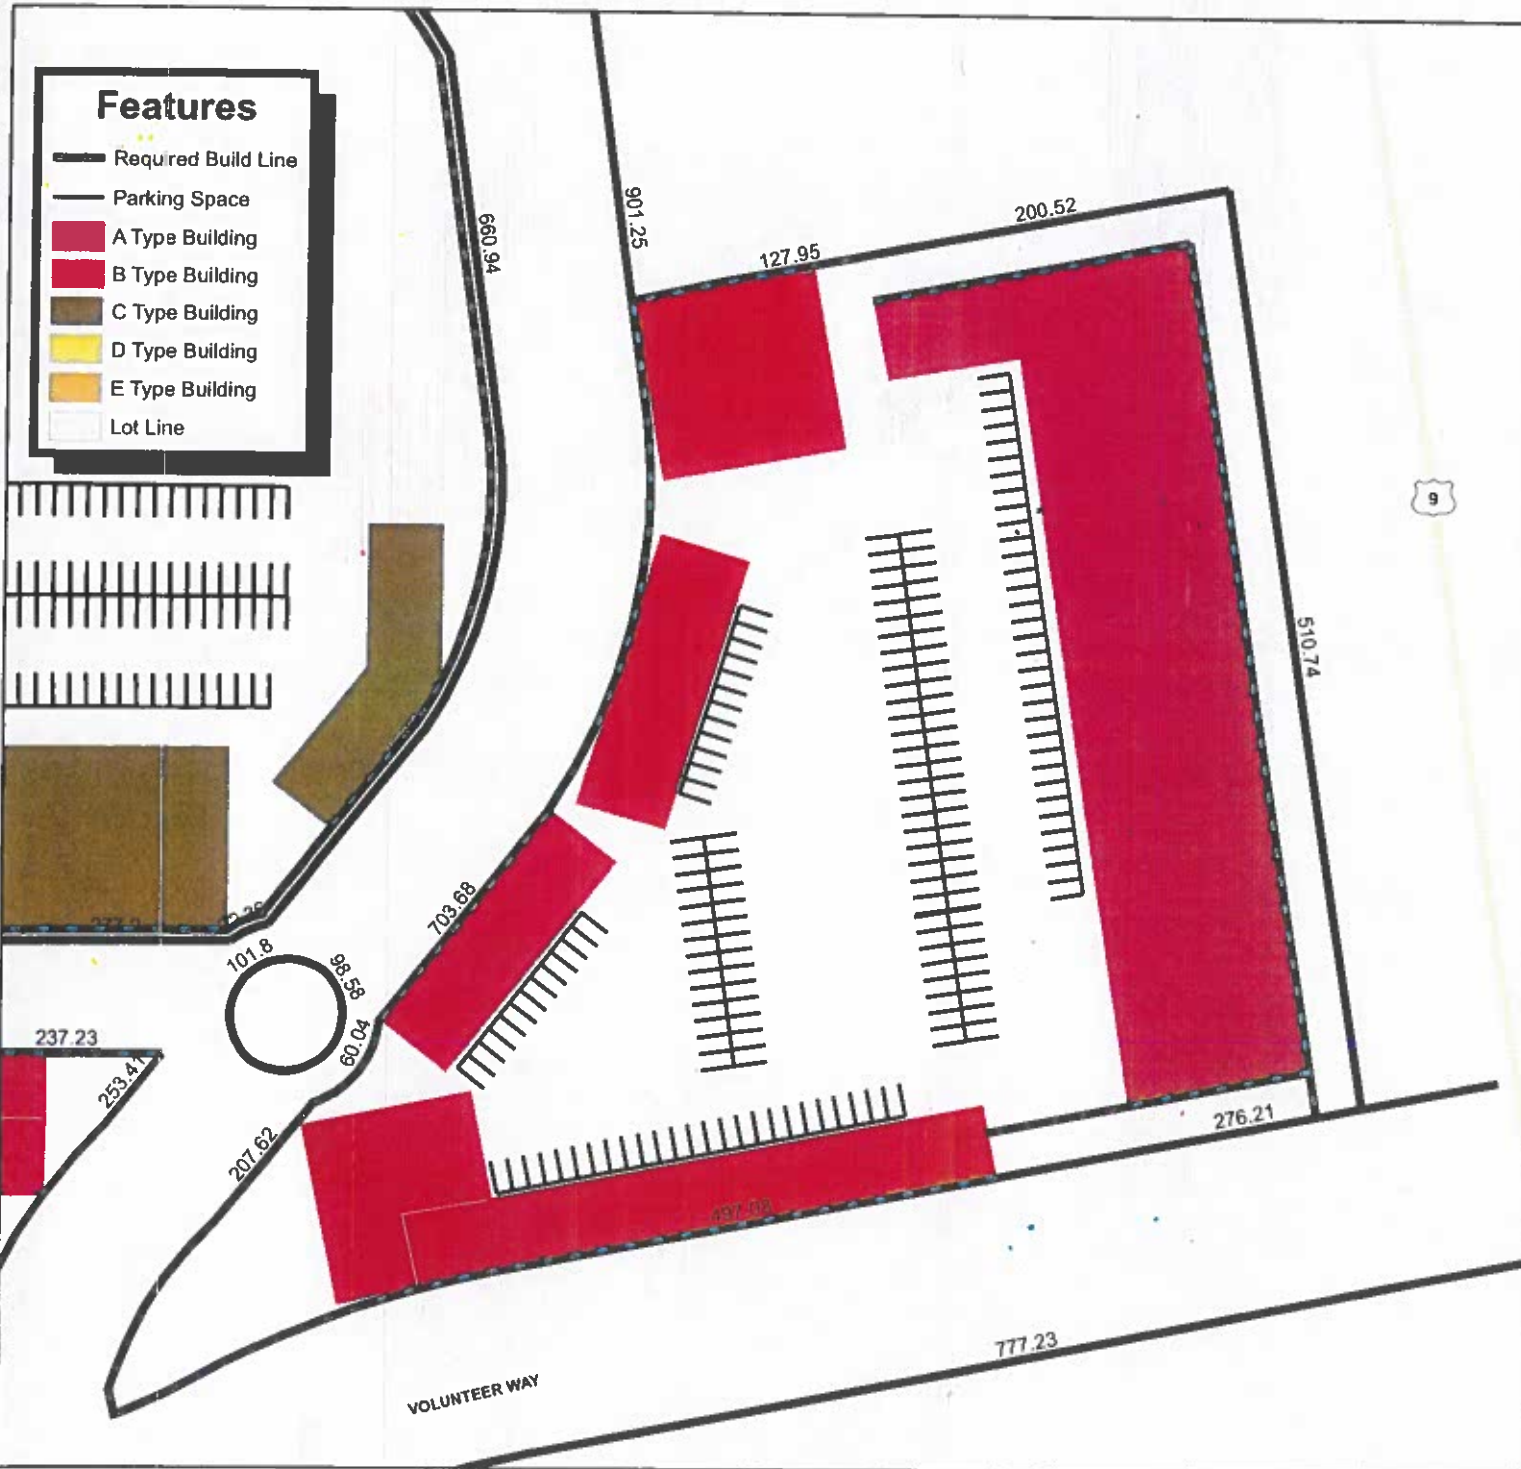 Features
Required Build Line
Parking Space
A Type Building
B Type Building
C Type Building
D Type Building
E Type Building
Lot Line
660.94
901.25
127.95
200.52
9
510.74
703.68
101.8
98.58
60.04
237.23
253.41
207.62
276.21
497.08
777.23
VOLUNTEER WAY